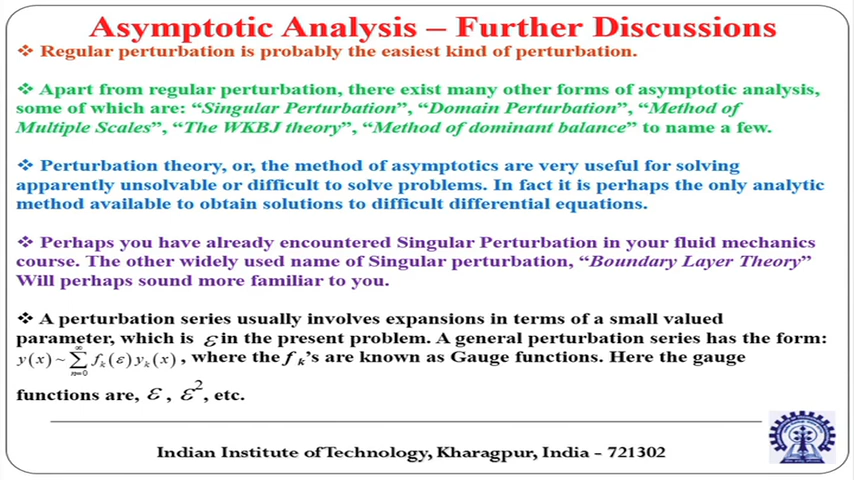 Asymptotic Analysis – Further Discussions
❖ Regular perturbation is probably the easiest kind of perturbation.
❖ Apart from regular perturbation, there exist many other forms of asymptotic analysis,
some of which are: “Singular Perturbation”, “Domain Perturbation”, “Method of
Multiple Scales”, “The WKBJ theory”, “Method of dominant balance” to name a few.
❖ Perturbation theory, or, the method of asymptotics are very useful for solving
apparently unsolvable or difficult to solve problems. In fact it is perhaps the only analytic
method available to obtain solutions to difficult differential equations.
❖ Perhaps you have already encountered Singular Perturbation in your fluid mechanics
course. The other widely used name of Singular perturbation, “Boundary Layer Theory”
Will perhaps sound more familiar to you.
❖ A perturbation series usually involves expansions in terms of a small valued
parameter, which is ε in the present problem. A general perturbation series has the form:
y(x) ~ ∑_{n=0}^{∞} f_k(ε) y_k(x), where the f_k’s are known as Gauge functions. Here the gauge
functions are, ε, ε², etc.
Indian Institute of Technology, Kharagpur, India - 721302